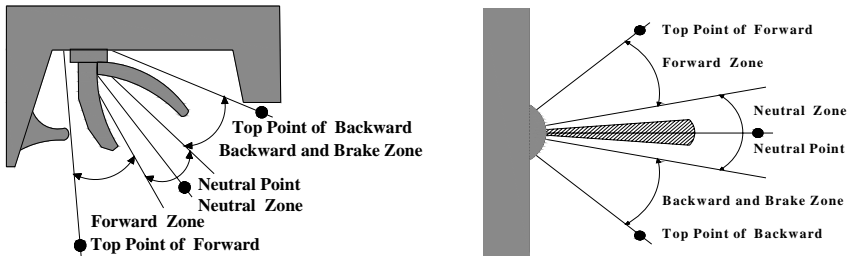 Top Point of Backward
Backward and Brake Zone
Neutral Point
Neutral Zone
Forward Zone
Top Point of Forward
Top Point of Forward
Forward Zone
Neutral Zone
Neutral Point
Backward and Brake Zone
Top Point of Backward